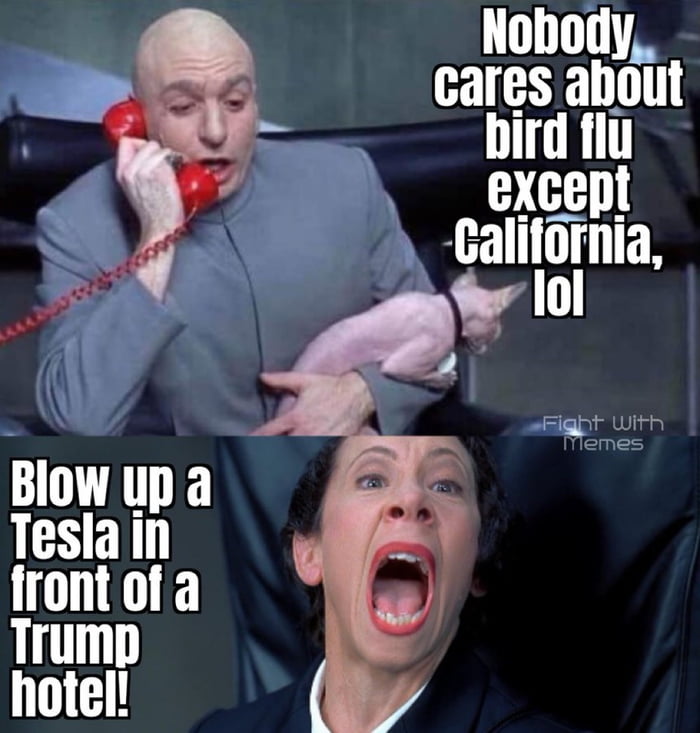 Nobody
cares about
bird flu
except
California,
lol
Fight With
Memes
Blow up a
Tesla in
front of a
Trump
hotel!